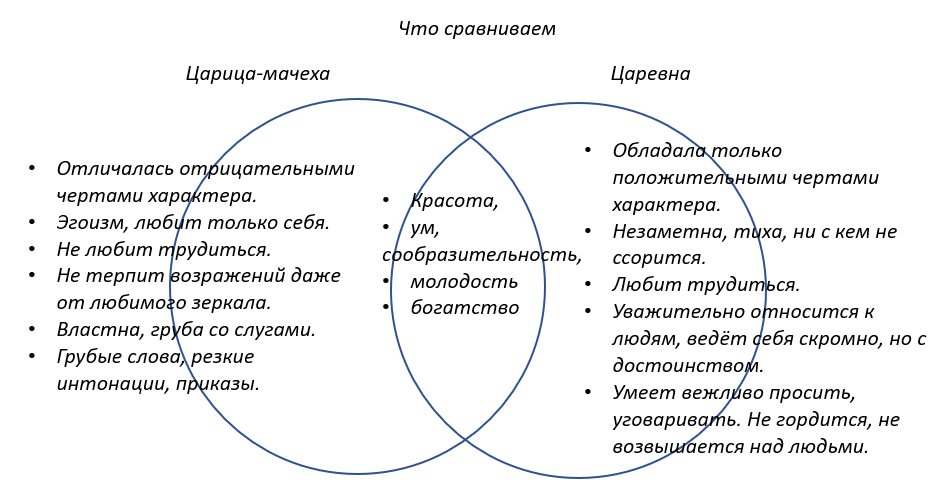 Что сравниваем
Царица-мачеха
Царевна
• Отличалась отрицательными
чертами характера.
• Эгоизм, любит только себя.
• Не любит трудиться.
• Не терпит возражений даже
от любимого зеркала.
• Властна, груба со слугами.
• Грубые слова, резкие
интонации, приказы.
• Красота,
• ум,
сообразительность,
• молодость
• богатство
• Обладала только
положительными чертами
характера.
• Незаметна, тиха, ни с кем не
ссорится.
• Любит трудиться.
• Уважительно относится к
людям, ведёт себя скромно, но с
достоинством.
• Умеет вежливо просить,
уговаривать. Не гордится, не
возвышается над людьми.